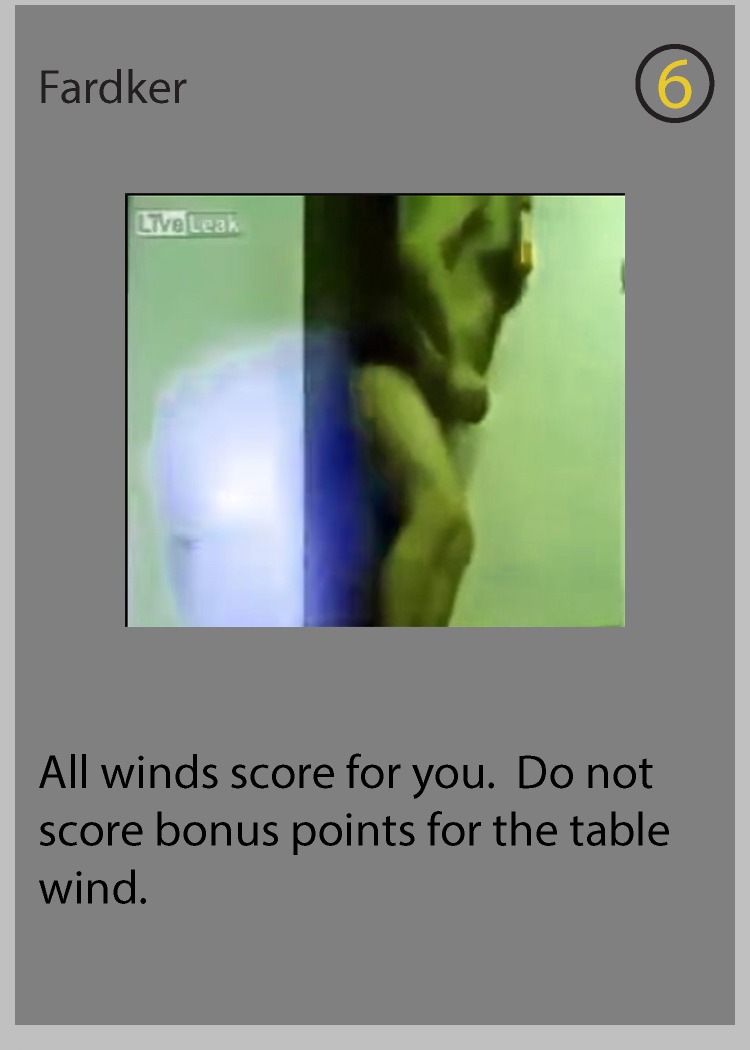 Fardker
6
LiveLeak
All winds score for you.  Do not
score bonus points for the table
wind.